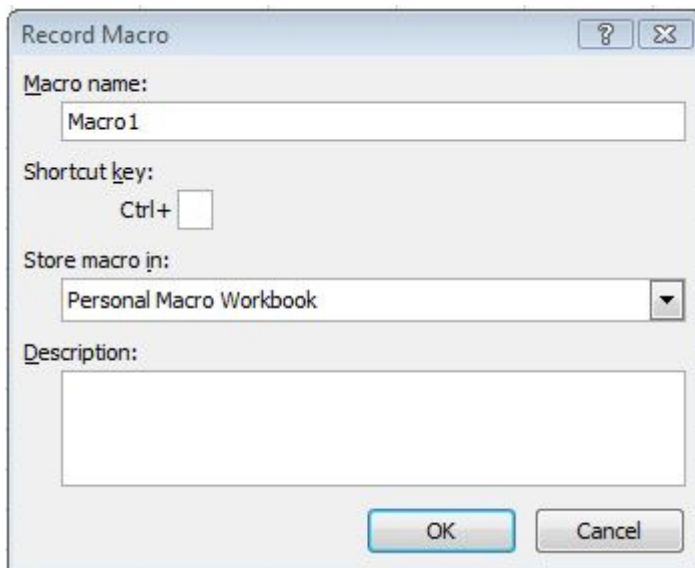 Record Macro
Macro name:
Macro1
Shortcut key:
Ctrl+
Store macro in:
Personal Macro Workbook
Description:
OK Cancel